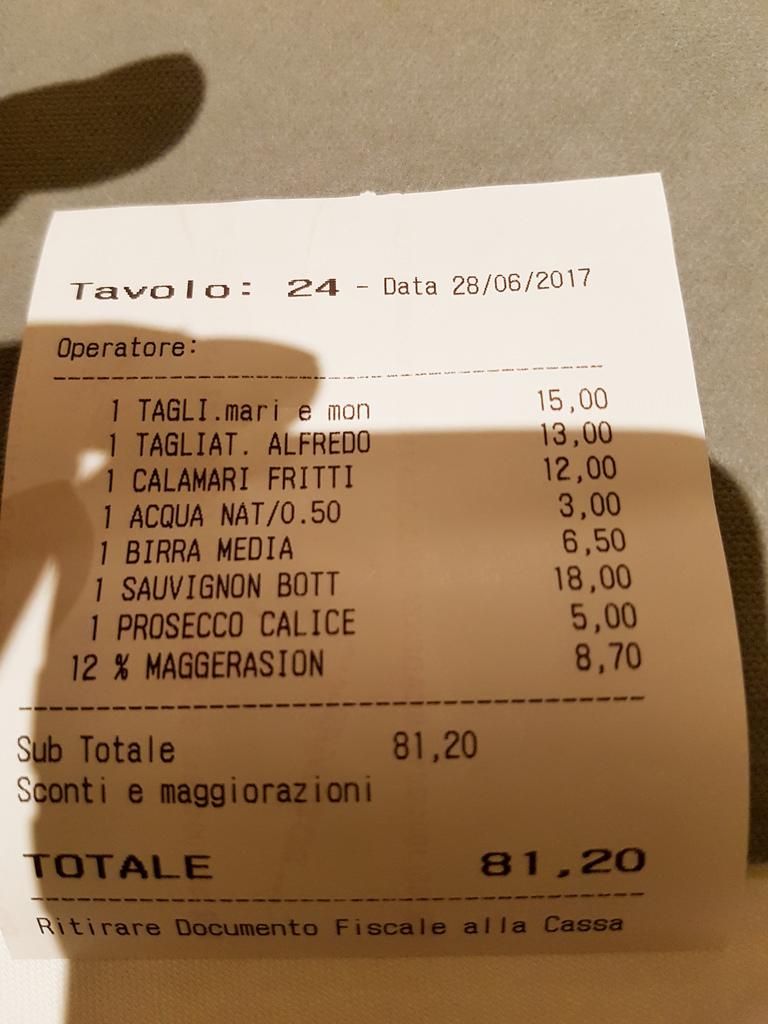 Tavolo: 24 - Data 28/06/2017
Operatore:
1 TAGLI.mari e mon 15,00
1 TAGLIAT. ALFREDO 13,00
1 CALAMARI FRITTI 12,00
1 ACQUA NAT/0.50 3,00
1 BIRRA MEDIA 6,50
1 SAUVIGNON BOTT 18,00
1 PROSECCO CALICE 5,00
12 % MAGGERASION 8,70
Sub Totale 81,20
Sconti e maggiorazioni
TOTALE 81,20
Ritirare Documento Fiscale alla Cassa